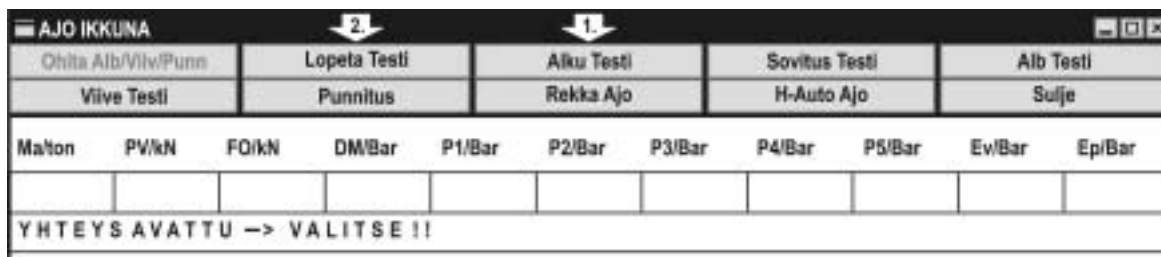 AJO IKKUNA 2. 1.
Ohita Alb/Viiv/Punn Lopeta Testi Alku Testi Sovitus Testi Alb Testi
Viive Testi Punnitus Rekka Ajo H-Auto Ajo Sulje
Ma/ton PV/kN FO/kN DM/Bar P1/Bar P2/Bar P3/Bar P4/Bar P5/Bar Ev/Bar Ep/Bar
YHTEYS AVATTU —> VALITSE !!